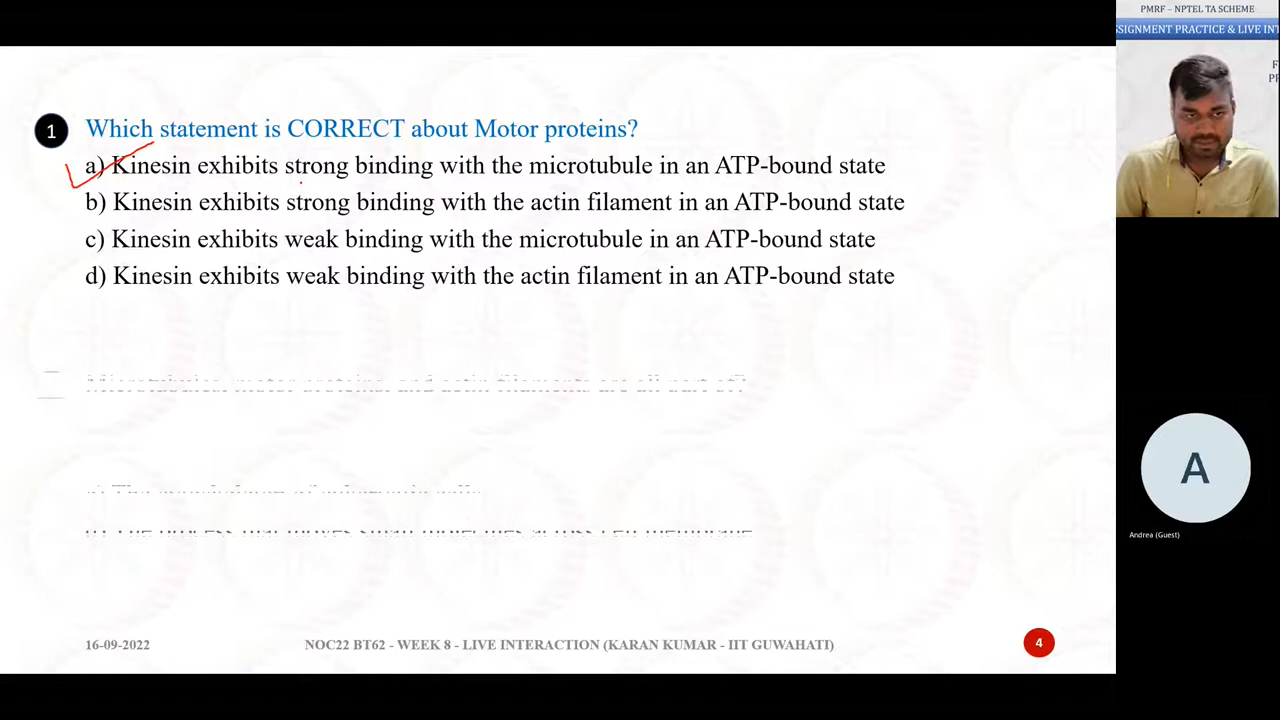 PMRF – NPTEL TA SCHEME
SSIGNMENT PRACTICE & LIVE INT
F
PR
1
Which statement is CORRECT about Motor proteins?
a) Kinesin exhibits strong binding with the microtubule in an ATP-bound state
b) Kinesin exhibits strong binding with the actin filament in an ATP-bound state
c) Kinesin exhibits weak binding with the microtubule in an ATP-bound state
d) Kinesin exhibits weak binding with the actin filament in an ATP-bound state
A
Andrea (Guest)
16-09-2022
NOC22 BT62 - WEEK 8 - LIVE INTERACTION (KARAN KUMAR - IIT GUWAHATI)
4